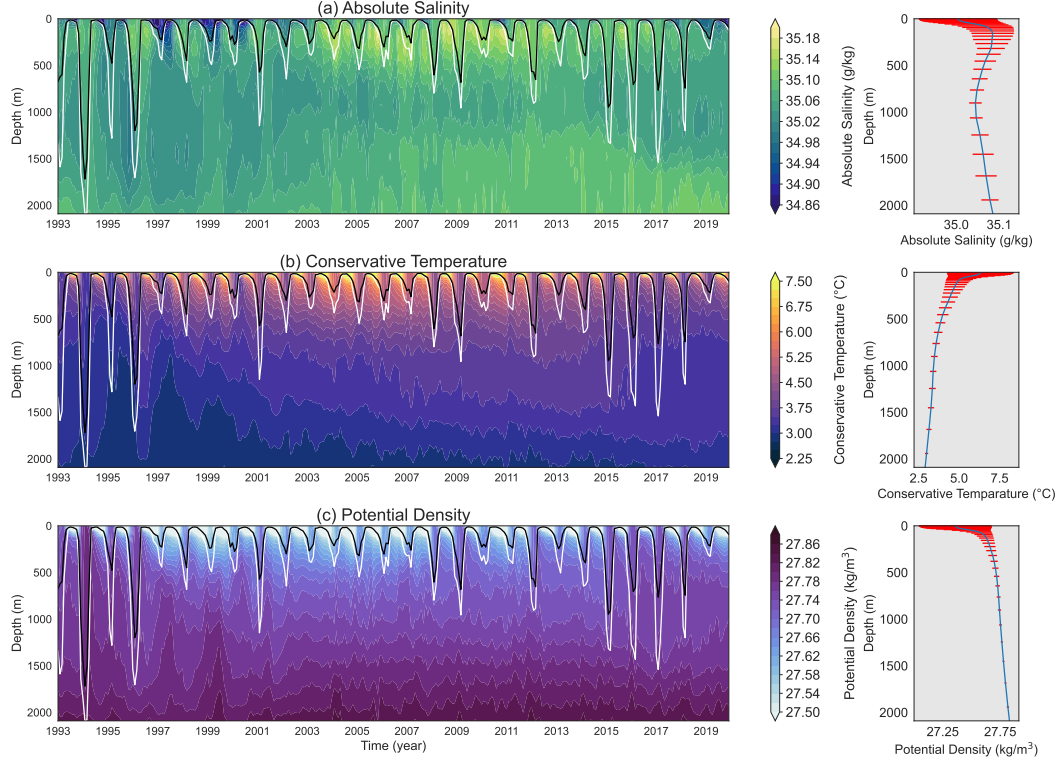 (a) Absolute Salinity
0
500
1000
1500
2000
Depth (m)
1993 1995 1997 1999 2001 2003 2005 2007 2009 2011 2013 2015 2017 2019
35.18
35.14
35.10
35.06
35.02
34.98
34.94
34.90
34.86
Absolute Salinity (g/kg)
0
500
1000
1500
2000
Depth (m)
35.0 35.1
Absolute Salinity (g/kg)
(b) Conservative Temperature
0
500
1000
1500
2000
Depth (m)
1993 1995 1997 1999 2001 2003 2005 2007 2009 2011 2013 2015 2017 2019
7.50
6.75
6.00
5.25
4.50
3.75
3.00
2.25
Conservative Temperature (°C)
0
500
1000
1500
2000
Depth (m)
2.5 5.0 7.5
Conservative Temparature (°C)
(c) Potential Density
0
500
1000
1500
2000
Depth (m)
1993 1995 1997 1999 2001 2003 2005 2007 2009 2011 2013 2015 2017 2019
Time (year)
27.86
27.82
27.78
27.74
27.70
27.66
27.62
27.58
27.54
27.50
Potential Density (kg/m³)
0
500
1000
1500
2000
Depth (m)
27.25 27.75
Potential Density (kg/m³)